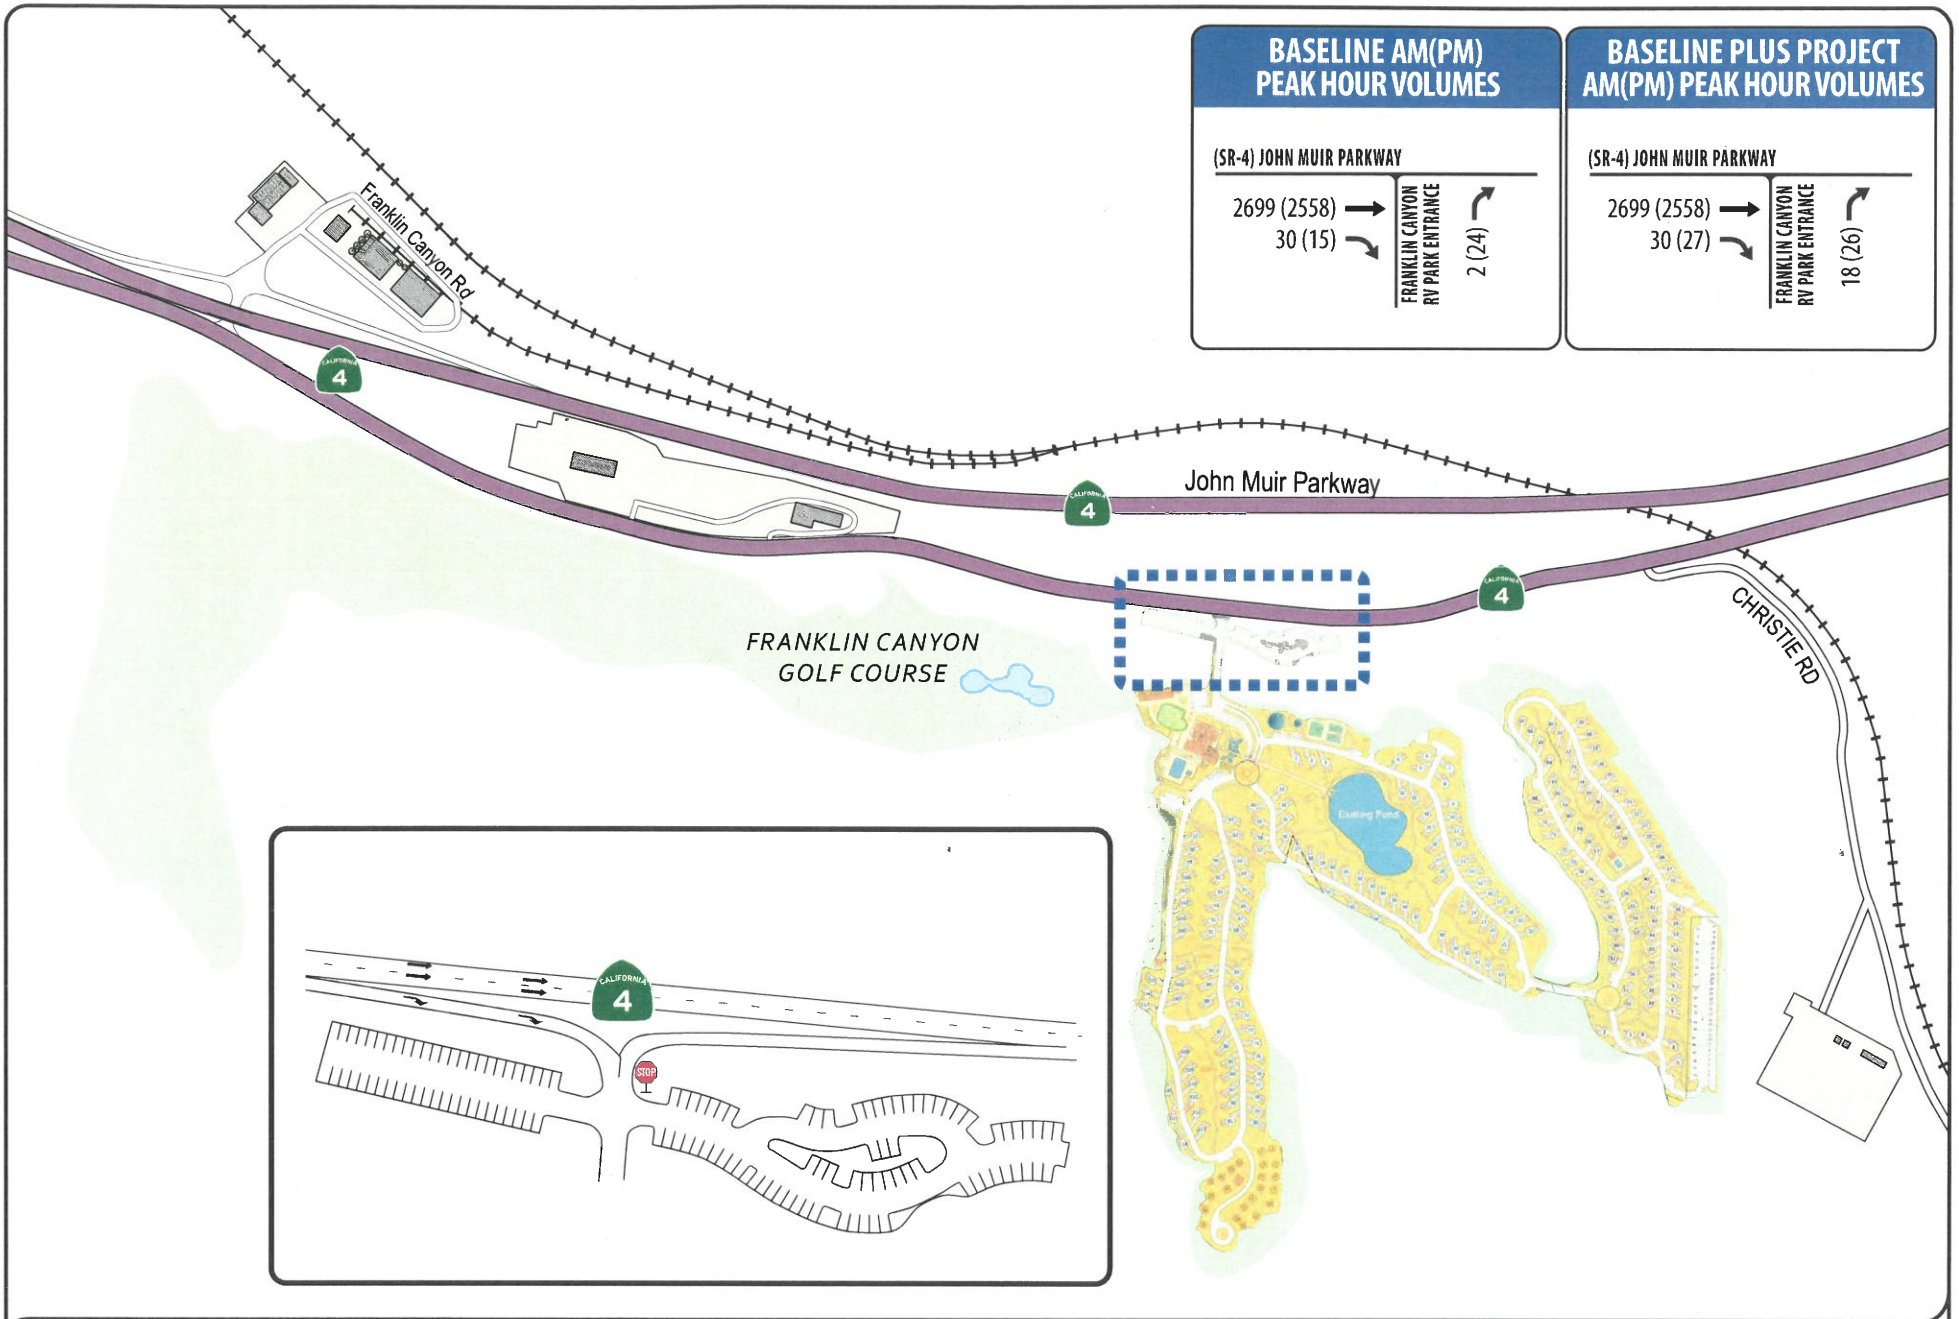 BASELINE AM(PM)
PEAK HOUR VOLUMES
(SR-4) JOHN MUIR PARKWAY
2699 (2558)
30 (15)
FRANKLIN CANYON
RV PARK ENTRANCE
2 (24)
BASELINE PLUS PROJECT
AM(PM) PEAK HOUR VOLUMES
(SR-4) JOHN MUIR PARKWAY
2699 (2558)
30 (27)
FRANKLIN CANYON
RV PARK ENTRANCE
18 (26)
Franklin Canyon Rd
CALIFORNIA
4
John Muir Parkway
CALIFORNIA
4
CALIFORNIA
4
CHRISTIE RD
FRANKLIN CANYON
GOLF COURSE
Existing Pond
CALIFORNIA
4
STOP